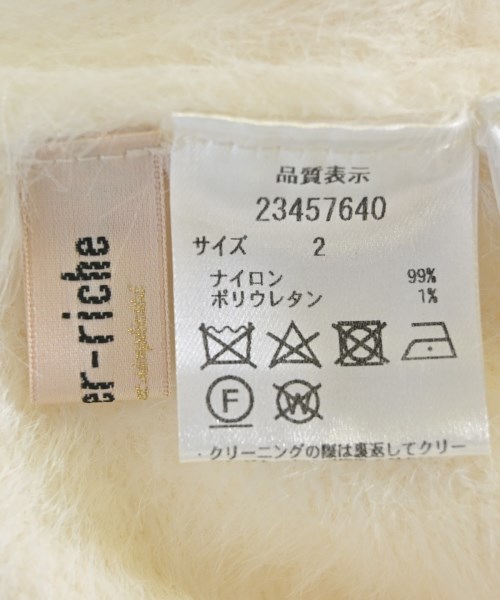 er-riche
品質表示
23457640
サイズ 2
ナイロン 99%
ポリウレタン 1%
F
W
・クリーニングの際は裏返してクリー